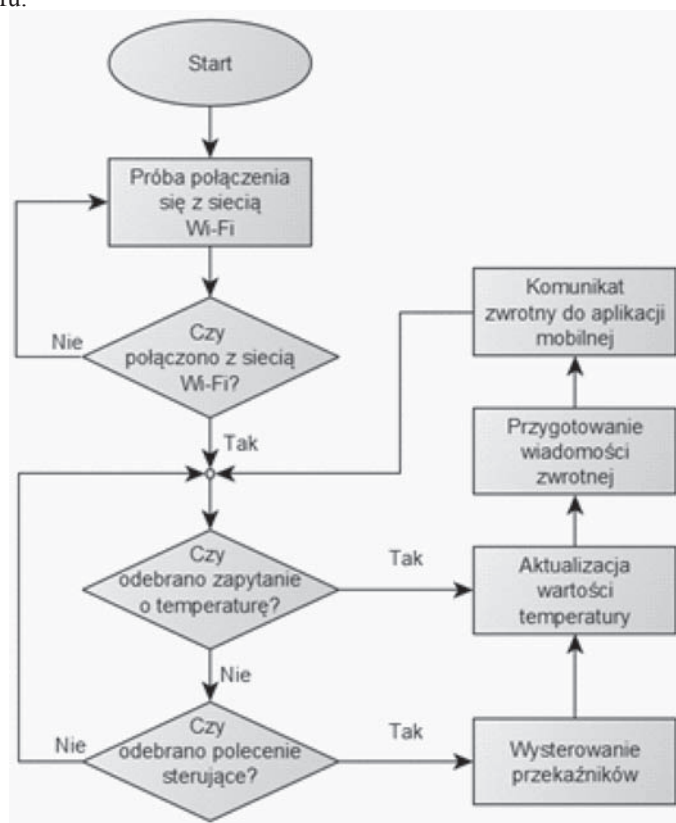 ru.
Start
Próba połączenia
się z siecią
Wi-Fi
Nie
Czy
połączono z siecią
Wi-Fi?
Tak
Komunikat
zwrotny do aplikacji
mobilnej
Przygotowanie
wiadomości
zwrotnej
Czy
odebrano zapytanie
o temperaturę?
Tak
Aktualizacja
wartości
temperatury
Nie
Czy
odebrano polecenie
sterujące?
Nie
Tak
Wysterowanie
przekaźników